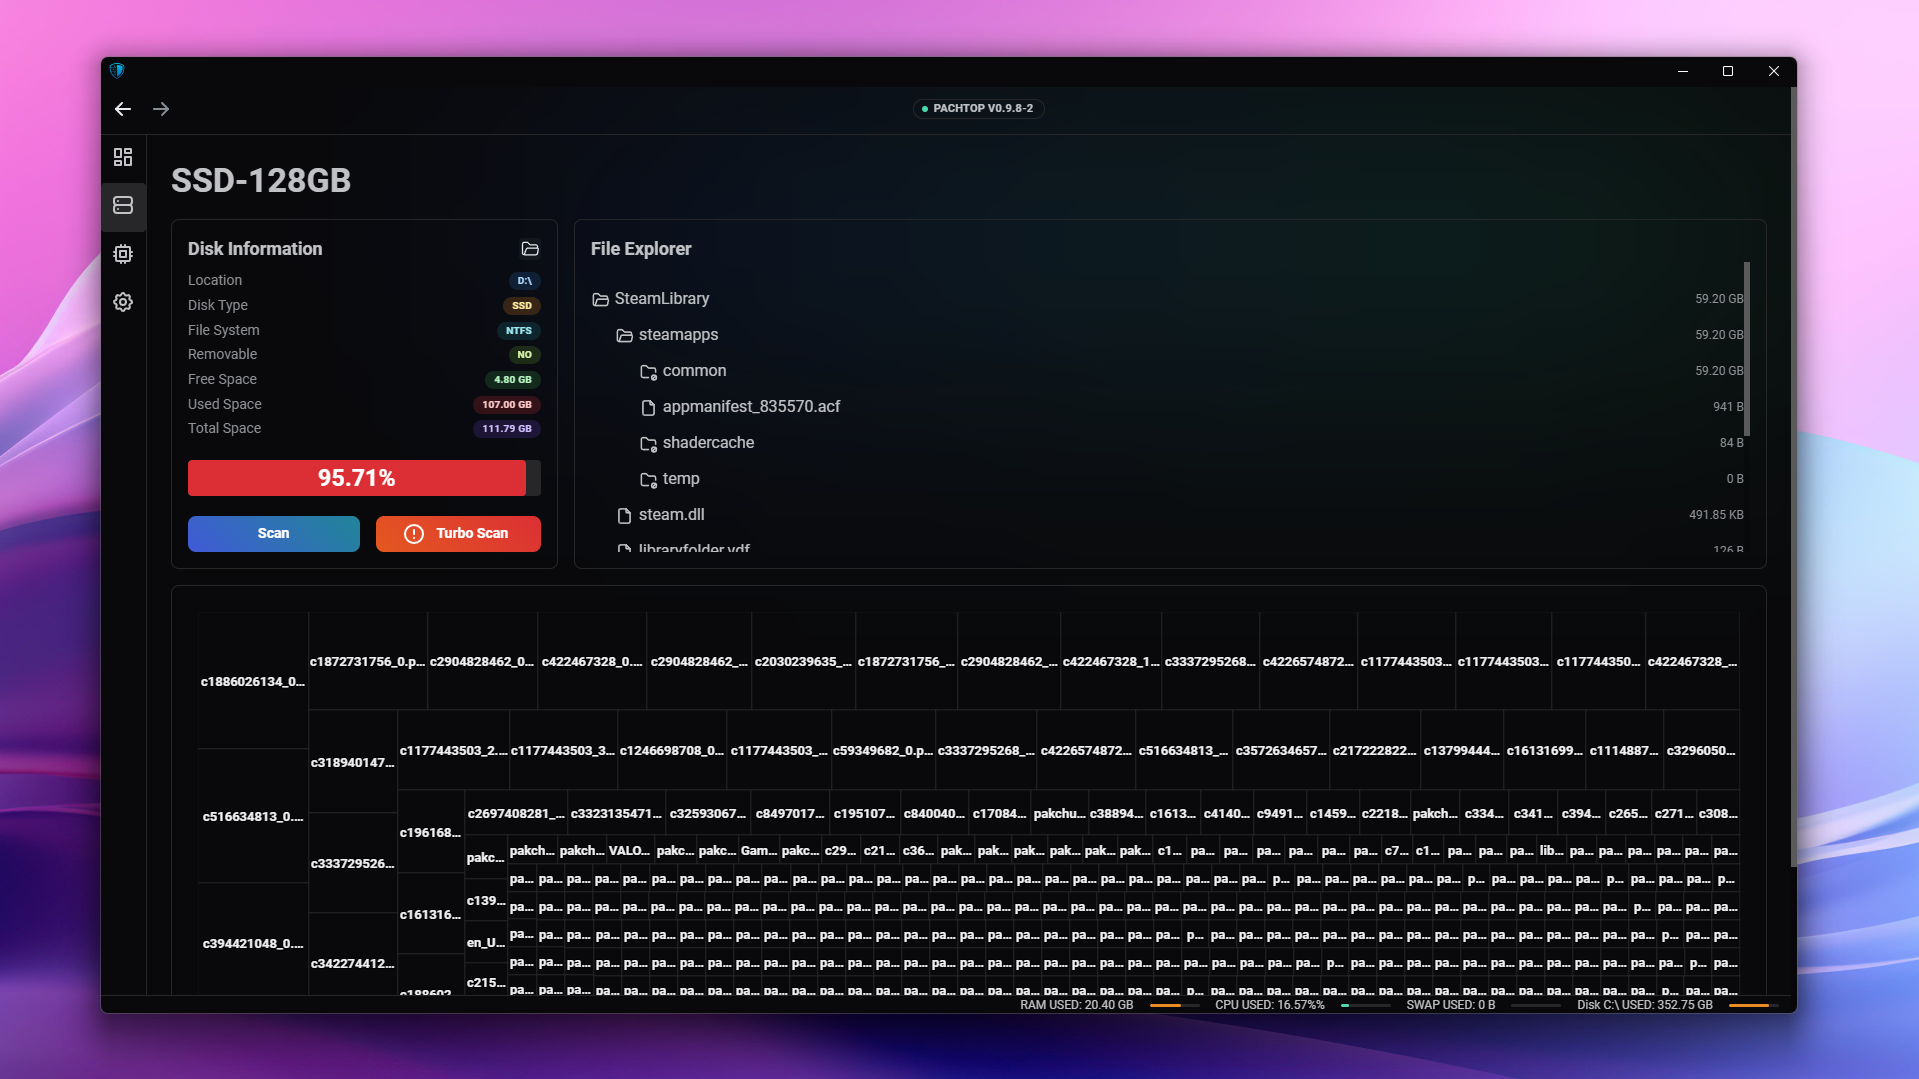 PACHTOP V0.9.8-2
SSD-128GB
Disk Information
Location D:\
Disk Type SSD
File System NTFS
Removable NO
Free Space 4.80 GB
Used Space 107.00 GB
Total Space 111.79 GB
95.71%
Scan Turbo Scan
File Explorer
SteamLibrary 59.20 GB
steamapps 59.20 GB
common 59.20 GB
appmanifest_835570.acf 941 B
shadercache 84 B
temp 0 B
steam.dll 491.85 KB
libraryfolder.vdf 126 B
c1872731756_0.p... c2904828462_0... c422467328_0.... c2904828462_... c2030239635_... c1872731756_... c2904828462_... c422467328_1... c3337295268... c4226574872... c1177443503... c1177443503... c117744350... c422467328_...
c1886026134_0...
c318940147... c1177443503_2.... c1177443503_3... c1246698708_0... c1177443503_... c59349682_0.p... c3337295268_... c4226574872... c516634813_... c3572634657... c217222822... c13799444... c16131699... c1114887... c3296050...
c516634813_0....
c2697408281_... c3323135471... c32593067... c8497017... c195107... c840040... c17084... pakchu... c38894... c1613... c4140... c9491... c1459... c2218... pakch... c334... c341... c394... c265... c271... c308...
c196168...
c333729526...
pakc... pakch... pakch... VALO... pakc... pakc... Gam... pakc... c29... c21... c36... pak... pak... pak... pak... pak... pak... c1... pa... pa... pa... pa... pa... pa... c7... c1... pa... pa... pa... lib... pa... pa... pa... pa... pa... pa...
c139...
c161316...
en_U...
c394421048_0....
c342274412...
c215...
c188602
RAM USED: 20.40 GB CPU USED: 16.57%% SWAP USED: 0 B Disk C:\ USED: 352.75 GB